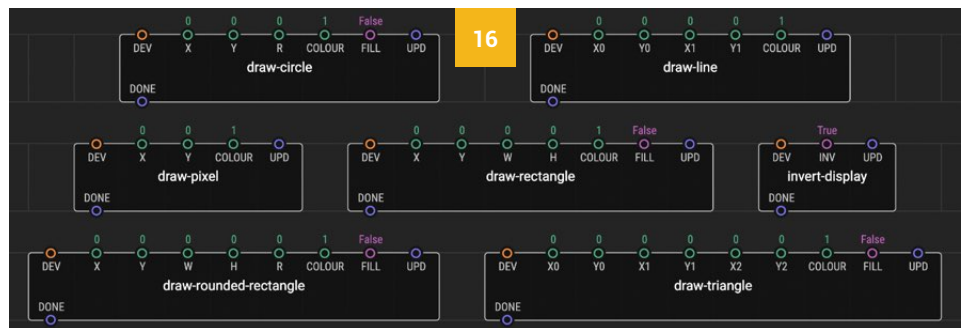 0 0 0 1 False
DEV X Y R COLOUR FILL UPD
draw-circle
DONE
16
0 0 0 0 1
DEV X0 Y0 X1 Y1 COLOUR UPD
draw-line
DONE
0 0 1
DEV X Y COLOUR UPD
draw-pixel
DONE
0 0 0 0 1 False
DEV X Y W H COLOUR FILL UPD
draw-rectangle
DONE
True
DEV INV UPD
invert-display
DONE
0 0 0 0 0 1 False
DEV X Y W H R COLOUR FILL UPD
draw-rounded-rectangle
DONE
0 0 0 0 0 0 1 False
DEV X0 Y0 X1 Y1 X2 Y2 COLOUR FILL UPD
draw-triangle
DONE